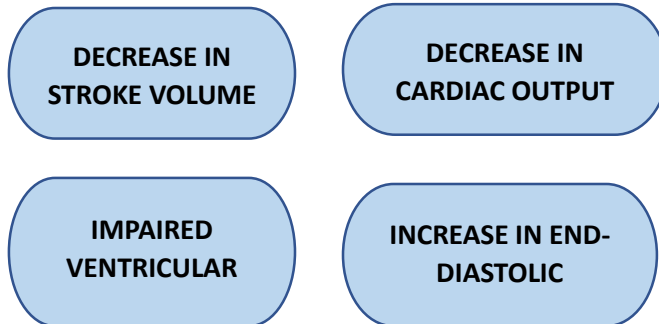 DECREASE IN
STROKE VOLUME
DECREASE IN
CARDIAC OUTPUT
IMPAIRED
VENTRICULAR
INCREASE IN END-
DIASTOLIC